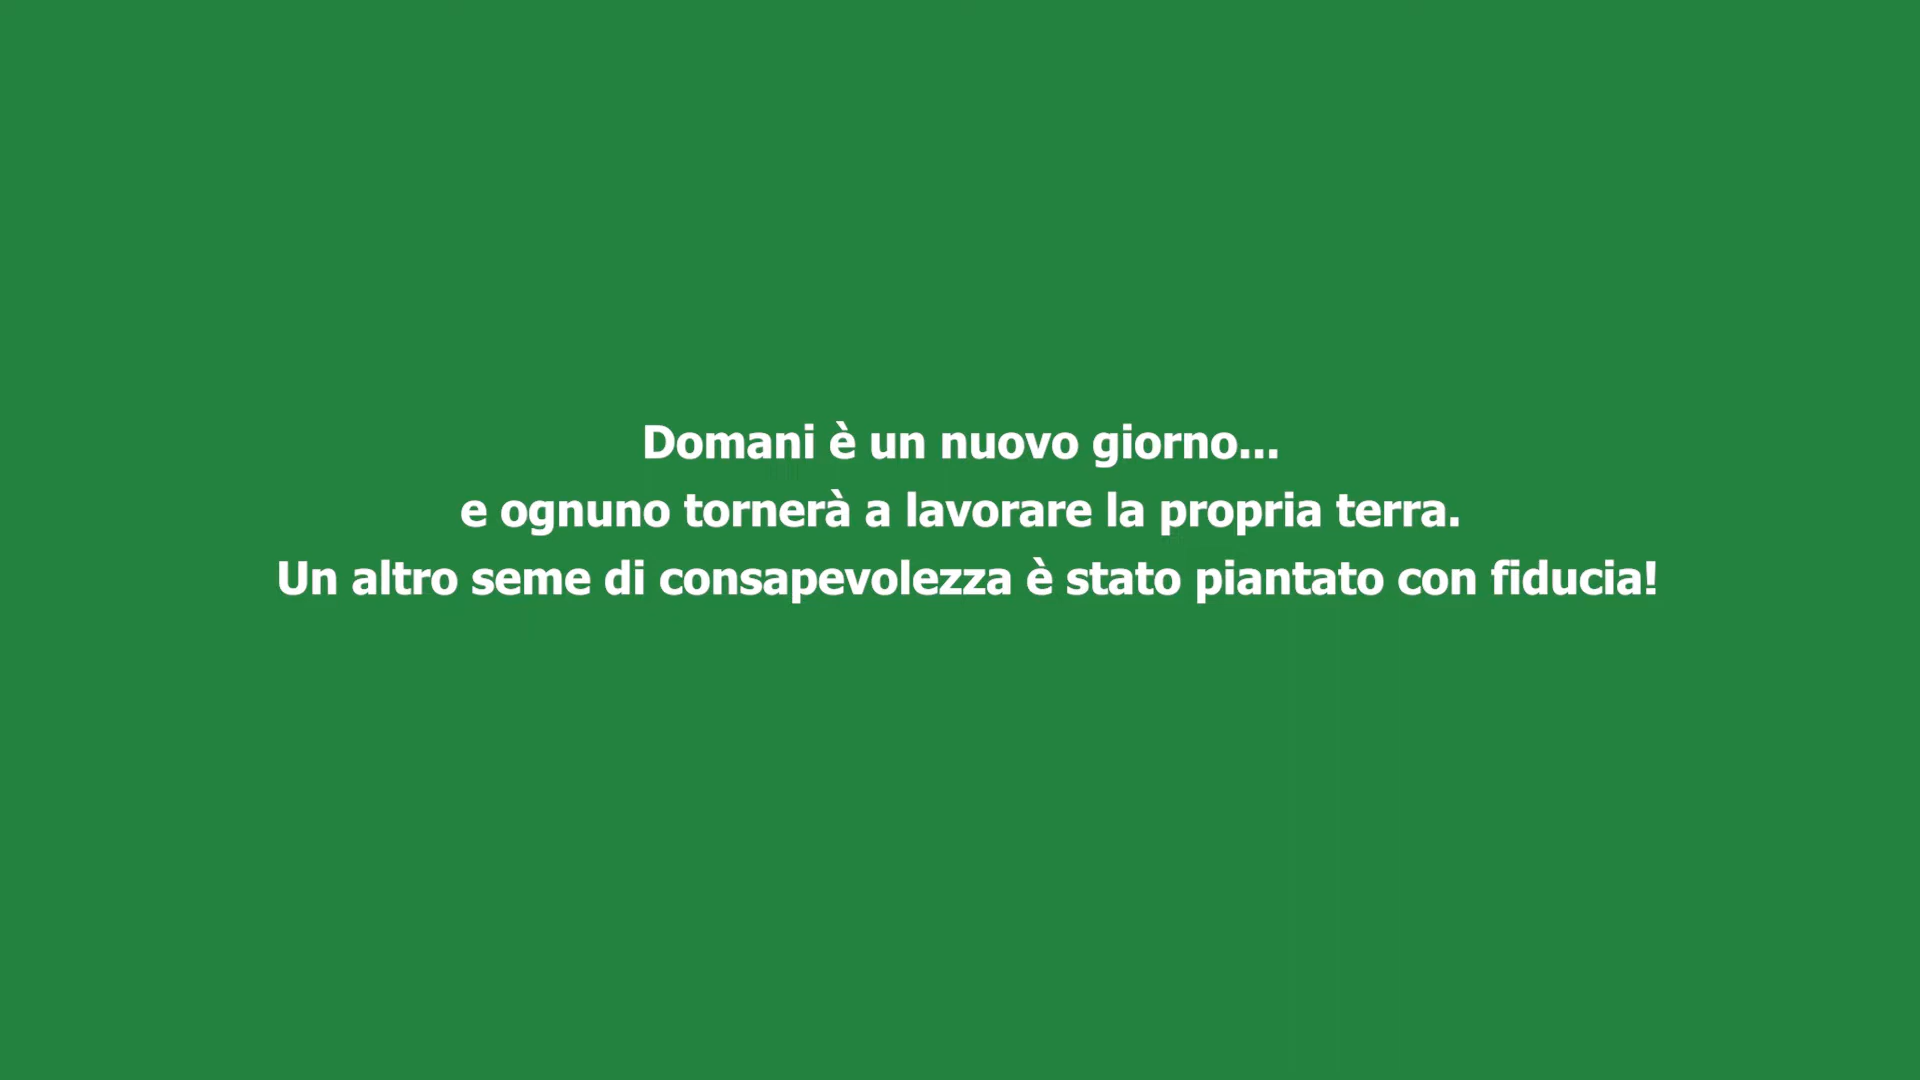 Domani è un nuovo giorno...
e ognuno tornerà a lavorare la propria terra.
Un altro seme di consapevolezza è stato piantato con fiducia!